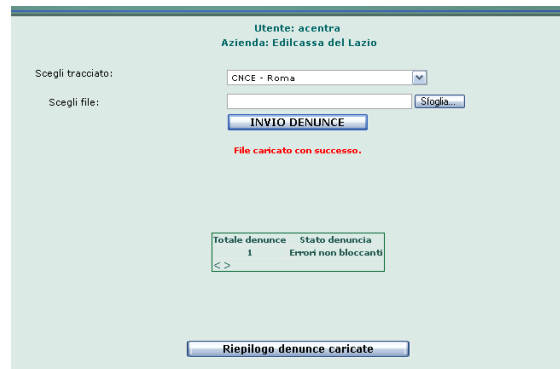 Utente: acentra
Azienda: Edilcassa del Lazio
Scegli tracciato:
CNCE - Roma
Scegli file:
Sfoglia...
INVIO DENUNCE
File caricato con successo.
Totale denunce Stato denuncia
1 Errori non bloccanti
< >
Riepilogo denunce caricate